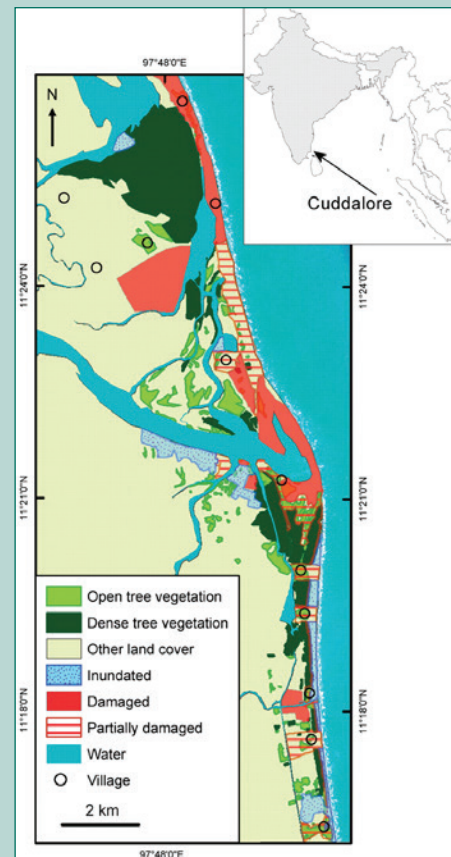 97°48'0"E
N
Cuddalore
11°24'0"N
11°24'0"N
11°21'0"N
11°21'0"N
Open tree vegetation
Dense tree vegetation
Other land cover
Inundated
Damaged
Partially damaged
Water
Village
2 km
11°18'0"N
11°18'0"N
97°48'0"E